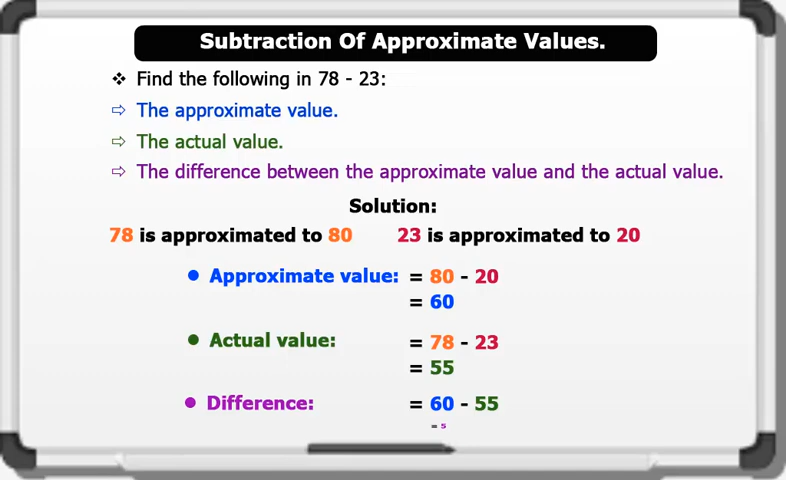 Subtraction Of Approximate Values.
❖ Find the following in 78 - 23:
⇨ The approximate value.
⇨ The actual value.
⇨ The difference between the approximate value and the actual value.
Solution:
78 is approximated to 80 23 is approximated to 20
• Approximate value: = 80 - 20
= 60
• Actual value: = 78 - 23
= 55
• Difference: = 60 - 55
= 5